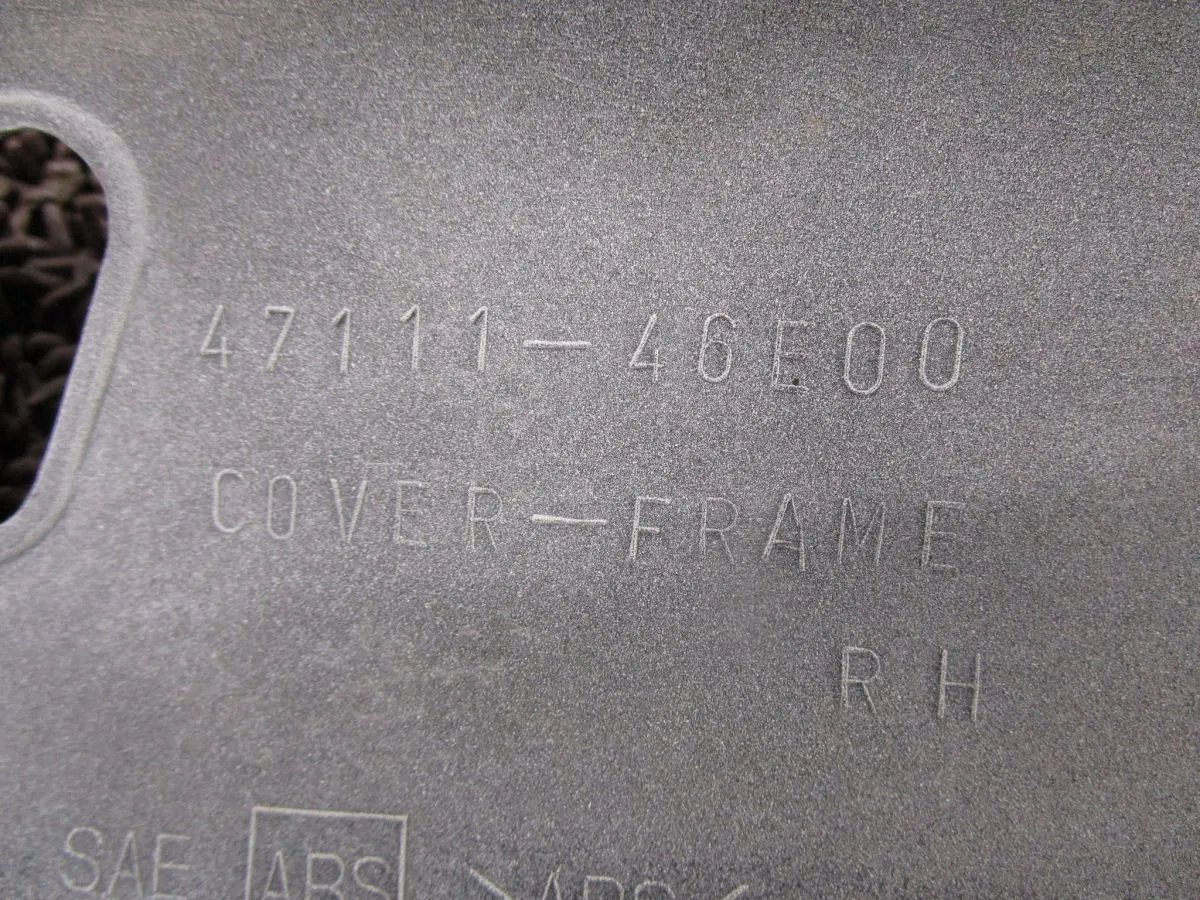 47111-46E00
COVER-FRAME
RH
SAE ABS >ABS<